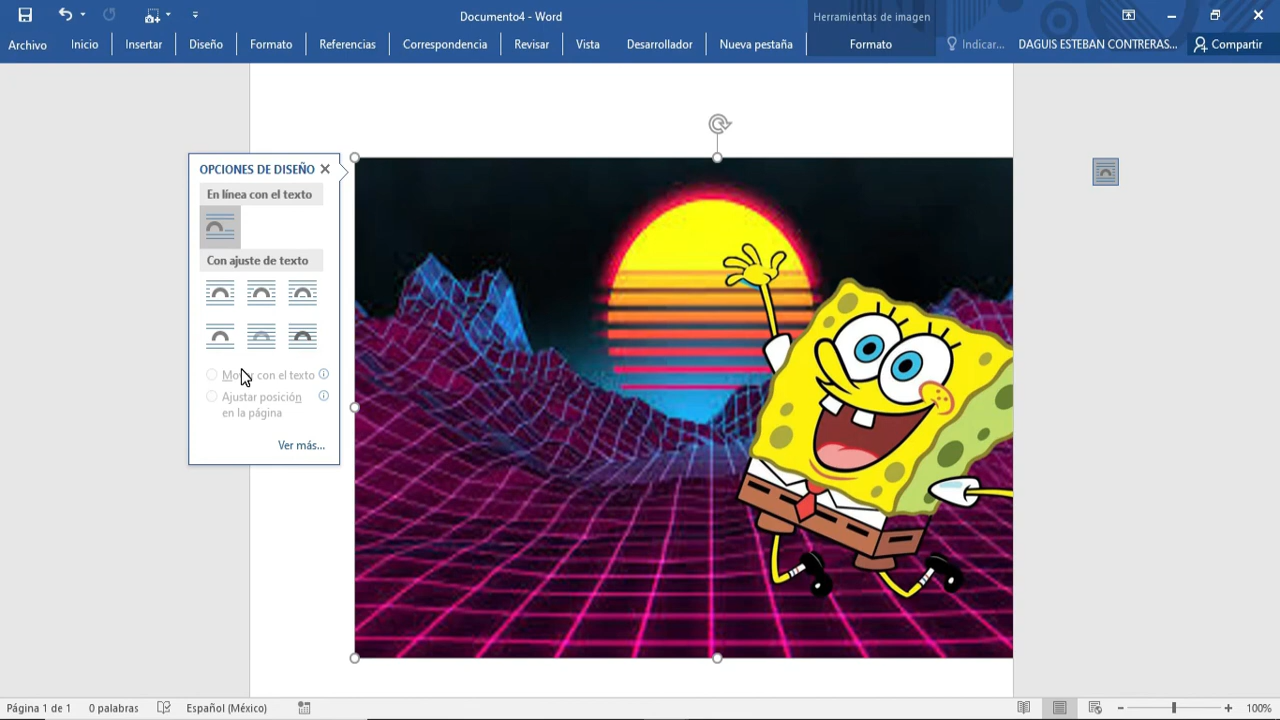 Documento4 - Word
Herramientas de imagen
Archivo
Inicio
Insertar
Diseño
Formato
Referencias
Correspondencia
Revisar
Vista
Desarrollador
Nueva pestaña
Formato
Indicar...
DAGUIS ESTEBAN CONTRERAS...
Compartir
OPCIONES DE DISEÑO
En línea con el texto
Con ajuste de texto
Mover con el texto
Ajustar posición
en la página
Ver más...
Página 1 de 1
0 palabras
Español (México)
100%